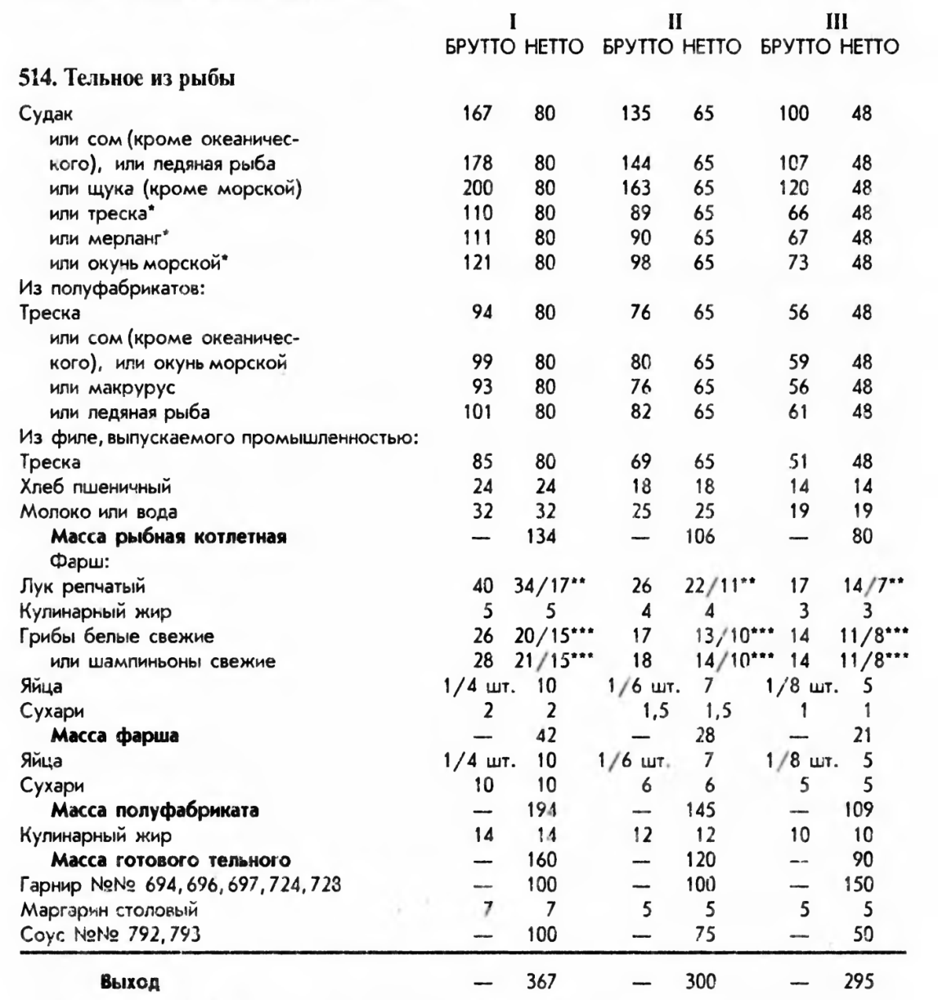 I II III
БРУТТО НЕТТО БРУТТО НЕТТО БРУТТО НЕТТО
514. Тельное из рыбы
Судак 167 80 135 65 100 48
или сом (кроме океаничес-
кого), или ледяная рыба 178 80 144 65 107 48
или щука (кроме морской) 200 80 163 65 120 48
или треска* 110 80 89 65 66 48
или мерланг* 111 80 90 65 67 48
или окунь морской* 121 80 98 65 73 48
Из полуфабрикатов:
Треска 94 80 76 65 56 48
или сом (кроме океаничес-
кого), или окунь морской 99 80 80 65 59 48
или макрурус 93 80 76 65 56 48
или ледяная рыба 101 80 82 65 61 48
Из филе, выпускаемого промышленностью:
Треска 85 80 69 65 51 48
Хлеб пшеничный 24 24 18 18 14 14
Молоко или вода 32 32 25 25 19 19
Масса рыбная котлетная — 134 — 106 — 80
Фарш:
Лук репчатый 40 34/17** 26 22/11** 17 14/7**
Кулинарный жир 5 5 4 4 3 3
Грибы белые свежие 26 20/15*** 17 13/10*** 14 11/8***
или шампиньоны свежие 28 21/15*** 18 14/10*** 14 11/8***
Яйца 1/4 шт. 10 1/6 шт. 7 1/8 шт. 5
Сухари 2 2 1,5 1,5 1 1
Масса фарша — 42 — 28 — 21
Яйца 1/4 шт. 10 1/6 шт. 7 1/8 шт. 5
Сухари 10 10 6 6 5 5
Масса полуфабриката — 194 — 145 — 109
Кулинарный жир 14 14 12 12 10 10
Масса готового тельного — 160 — 120 — 90
Гарнир №№ 694, 696, 697, 724, 723 — 100 — 100 — 150
Маргарин столовый 7 7 5 5 5 5
Соус №№ 792, 793 — 100 — 75 — 50
Выход — 367 — 300 — 295